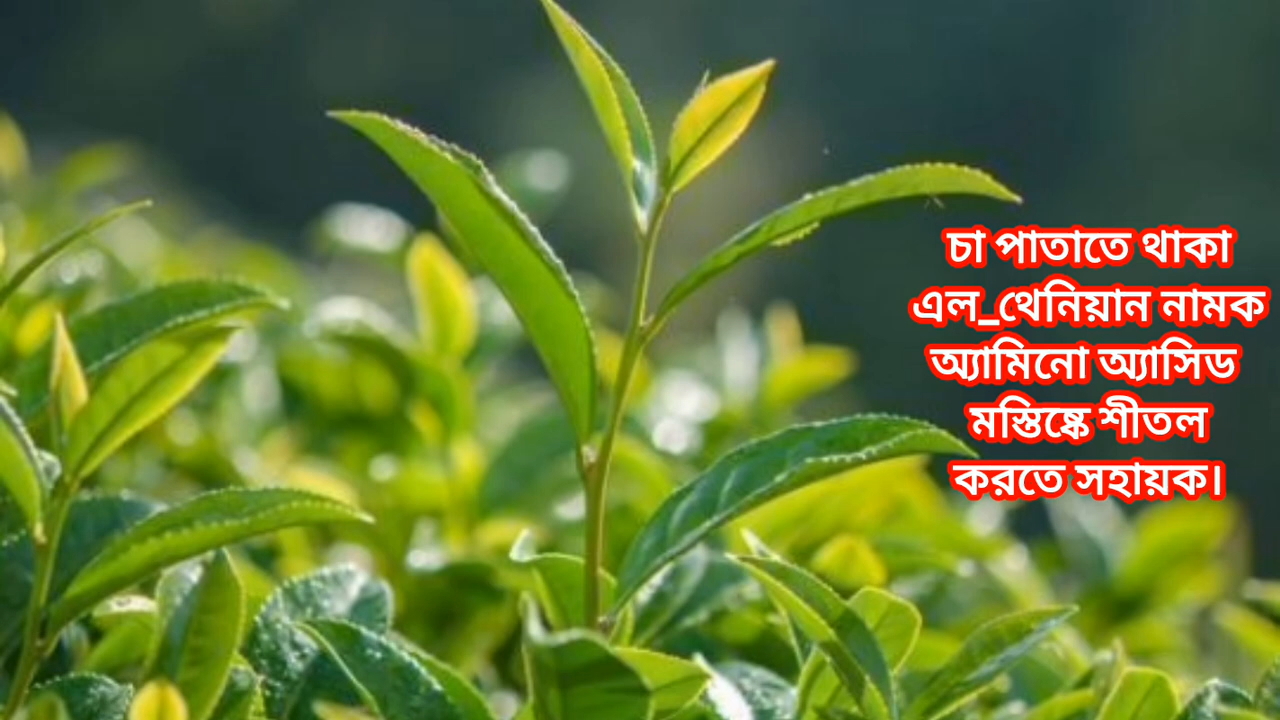 চা পাতাতে থাকা
এল_থেনিয়ান নামক
অ্যামিনো অ্যাসিড
মস্তিষ্কে শীতল
করতে সহায়ক।